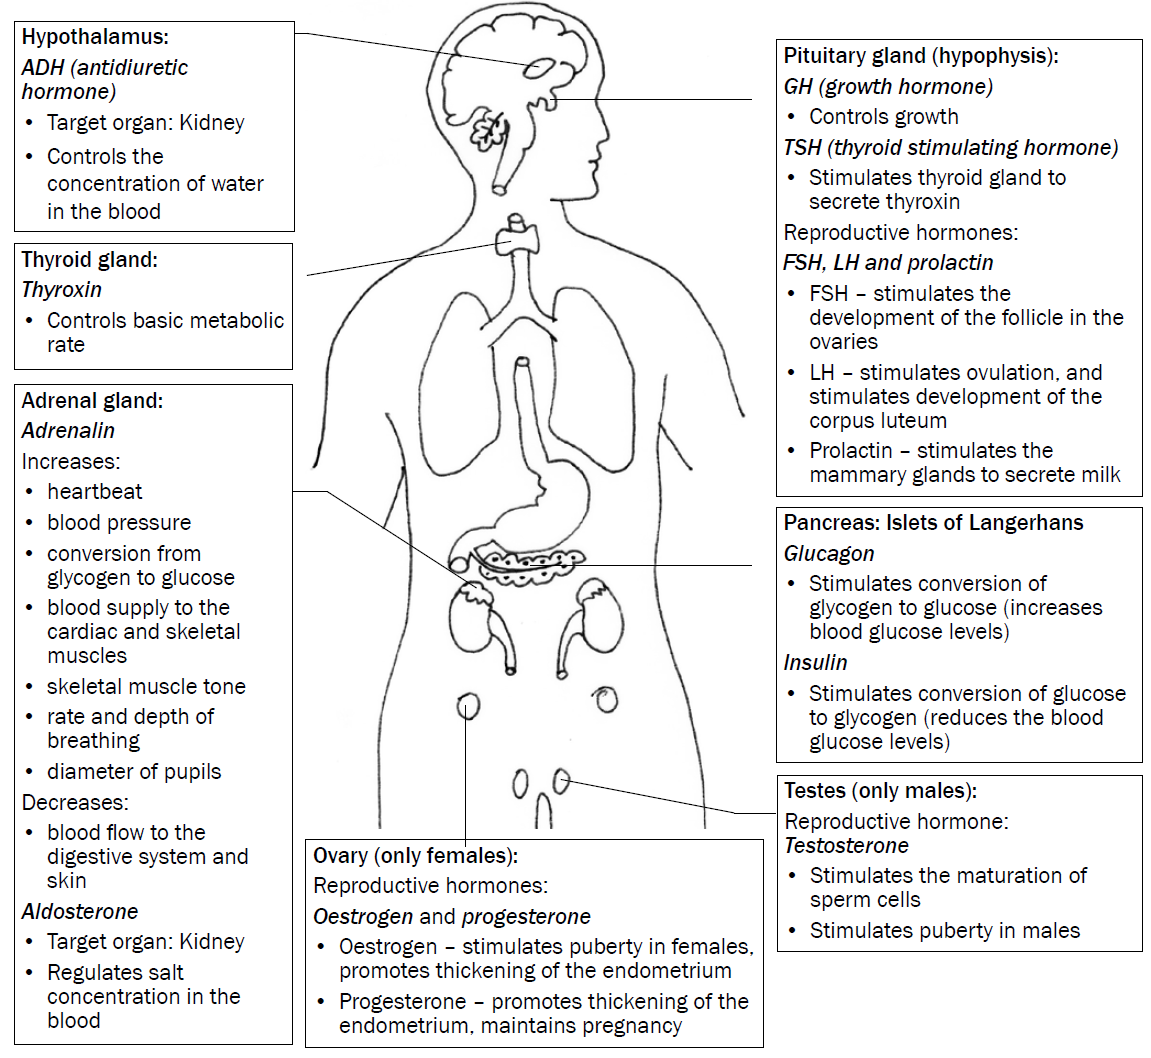 Hypothalamus:
ADH (antidiuretic
hormone)
• Target organ: Kidney
• Controls the
concentration of water
in the blood
Thyroid gland:
Thyroxin
• Controls basic metabolic
rate
Adrenal gland:
Adrenalin
Increases:
• heartbeat
• blood pressure
• conversion from
glycogen to glucose
• blood supply to the
cardiac and skeletal
muscles
• skeletal muscle tone
• rate and depth of
breathing
• diameter of pupils
Decreases:
• blood flow to the
digestive system and
skin
Aldosterone
• Target organ: Kidney
• Regulates salt
concentration in the
blood
Ovary (only females):
Reproductive hormones:
Oestrogen and progesterone
• Oestrogen – stimulates puberty in females,
promotes thickening of the endometrium
• Progesterone – promotes thickening of the
endometrium, maintains pregnancy
Pituitary gland (hypophysis):
GH (growth hormone)
• Controls growth
TSH (thyroid stimulating hormone)
• Stimulates thyroid gland to
secrete thyroxin
Reproductive hormones:
FSH, LH and prolactin
• FSH – stimulates the
development of the follicle in the
ovaries
• LH – stimulates ovulation, and
stimulates development of the
corpus luteum
• Prolactin – stimulates the
mammary glands to secrete milk
Pancreas: Islets of Langerhans
Glucagon
• Stimulates conversion of
glycogen to glucose (increases
blood glucose levels)
Insulin
• Stimulates conversion of glucose
to glycogen (reduces the blood
glucose levels)
Testes (only males):
Reproductive hormone:
Testosterone
• Stimulates the maturation of
sperm cells
• Stimulates puberty in males